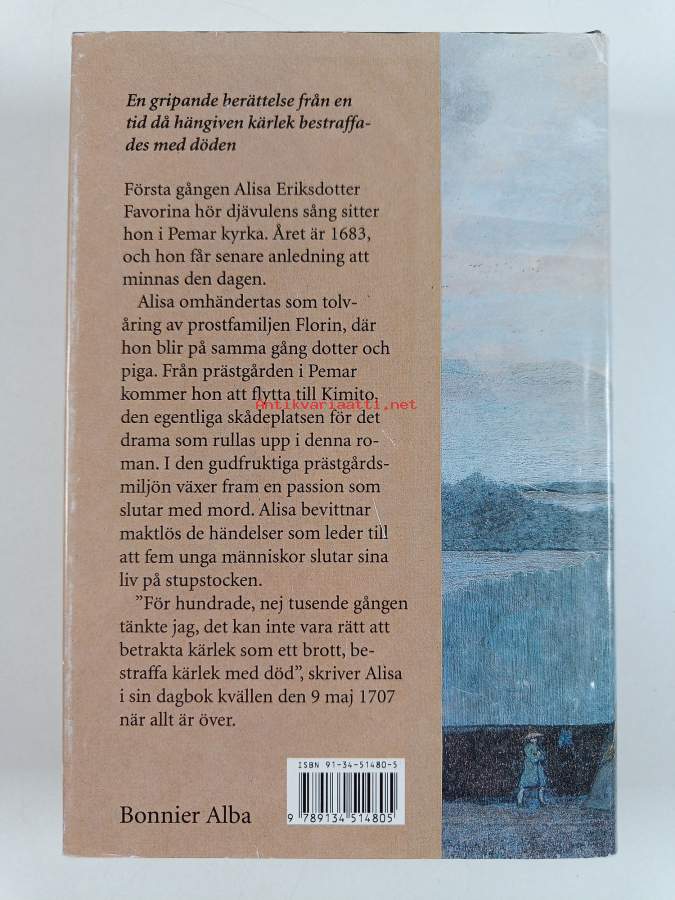 En gripande berättelse från en
tid då hängiven kärlek bestraffa-
des med döden
Första gången Alisa Eriksdotter
Favorina hör djävulens sång sitter
hon i Pemar kyrka. Året är 1683,
och hon får senare anledning att
minnas den dagen.
Alisa omhändertas som tolv-
åring av prostfamiljen Florin, där
hon blir på samma gång dotter och
piga. Från prästgården i Pemar
kommer hon att flytta till Kimito,
Antikvariaatti.net
den egentliga skådeplatsen för det
drama som rullas upp i denna ro-
man. I den gudfruktiga prästgårds-
miljön växer fram en passion som
slutar med mord. Alisa bevittnar
maktlös de händelser som leder till
att fem unga människor slutar sina
liv på stupstocken.
”För hundrade, nej tusende gången
tänkte jag, det kan inte vara rätt att
betrakta kärlek som ett brott, be-
straffa kärlek med död”, skriver Alisa
i sin dagbok kvällen den 9 maj 1707
när allt är över.
ISBN 91-34-51480-5
9 789134 514805
Bonnier Alba